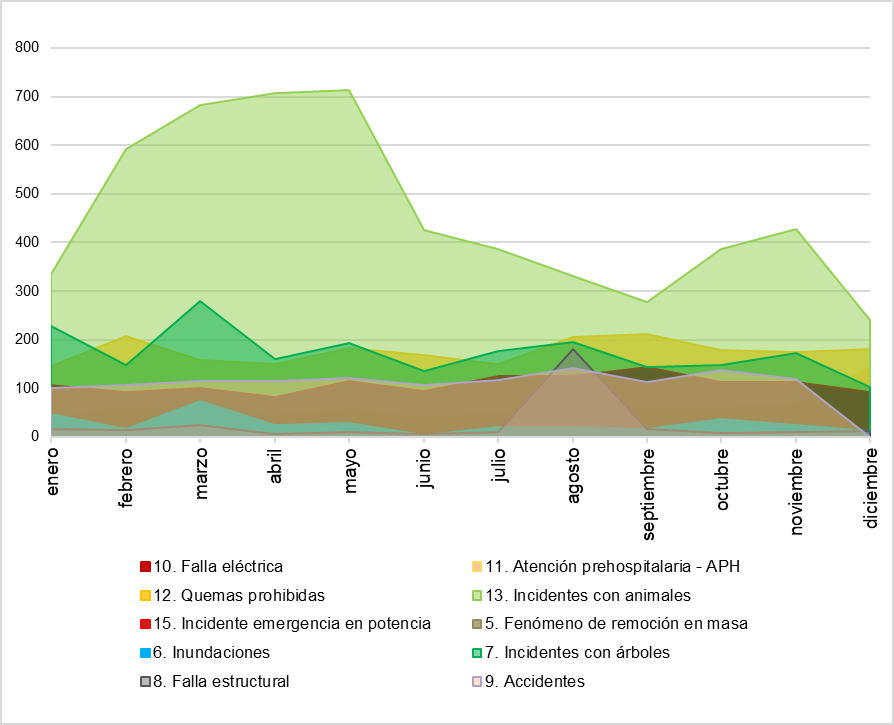 800
700
600
500
400
300
200
100
0
enero
febrero
marzo
abril
mayo
junio
julio
agosto
septiembre
octubre
noviembre
diciembre
10. Falla eléctrica
11. Atención prehospitalaria - APH
12. Quemas prohibidas
13. Incidentes con animales
15. Incidente emergencia en potencia
5. Fenómeno de remoción en masa
6. Inundaciones
7. Incidentes con árboles
8. Falla estructural
9. Accidentes